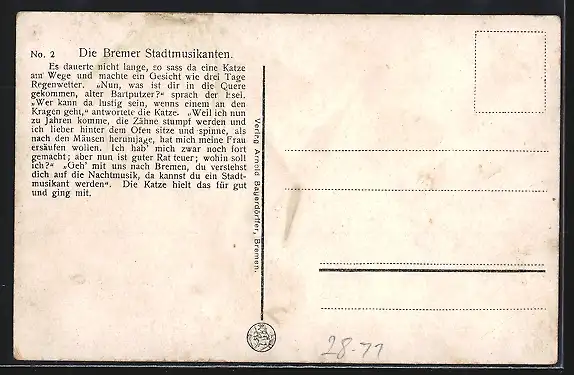 No. 2 Die Bremer Stadtmusikanten.
Es dauerte nicht lange, so sass da eine Katze
am Wege und machte ein Gesicht wie drei Tage
Regenwetter. „Nun, was ist dir in die Quere
gekommen, alter Bartputzer?“ sprach der Esel.
„Wer kann da lustig sein, wenns einem an den
Kragen geht,“ antwortete die Katze. „Weil ich nun
zu Jahren komme, die Zähne stumpf werden und
ich lieber hinter dem Ofen sitze und spinne, als
nach den Mäusen herumjage, hat mich meine Frau
ersäufen wollen. Ich hab’ mich zwar noch fort
gemacht; aber nun ist guter Rat teuer; wohin soll
ich?“ „Geh’ mit uns nach Bremen, du verstehst
dich auf die Nachtmusik, da kannst du ein Stadt-
musikant werden“. Die Katze hielt das für gut
und ging mit.
Verlag Arnold Bayerdörffer, Bremen.
28-71